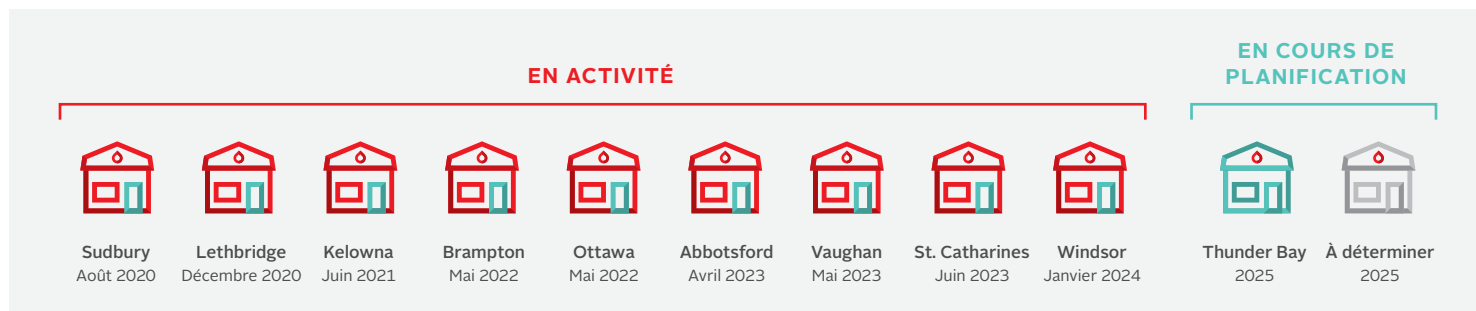 EN ACTIVITÉ
EN COURS DE
PLANIFICATION
Sudbury
Août 2020
Lethbridge
Décembre 2020
Kelowna
Juin 2021
Brampton
Mai 2022
Ottawa
Mai 2022
Abbotsford
Avril 2023
Vaughan
Mai 2023
St. Catharines
Juin 2023
Windsor
Janvier 2024
Thunder Bay
2025
À déterminer
2025